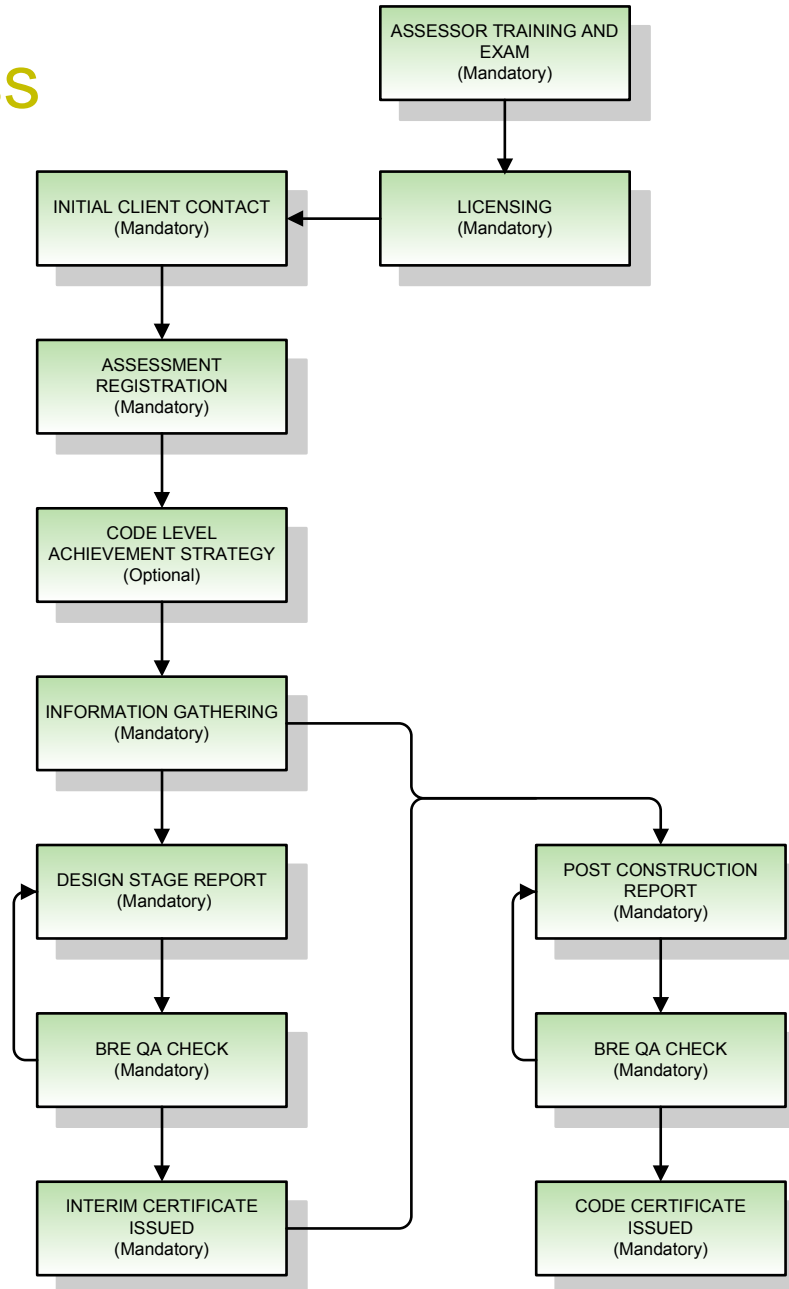 ASSESSOR TRAINING AND
EXAM
(Mandatory)
LICENSING
(Mandatory)
INITIAL CLIENT CONTACT
(Mandatory)
ASSESSMENT
REGISTRATION
(Mandatory)
CODE LEVEL
ACHIEVEMENT STRATEGY
(Optional)
INFORMATION GATHERING
(Mandatory)
DESIGN STAGE REPORT
(Mandatory)
BRE QA CHECK
(Mandatory)
INTERIM CERTIFICATE
ISSUED
(Mandatory)
POST CONSTRUCTION
REPORT
(Mandatory)
BRE QA CHECK
(Mandatory)
CODE CERTIFICATE
ISSUED
(Mandatory)